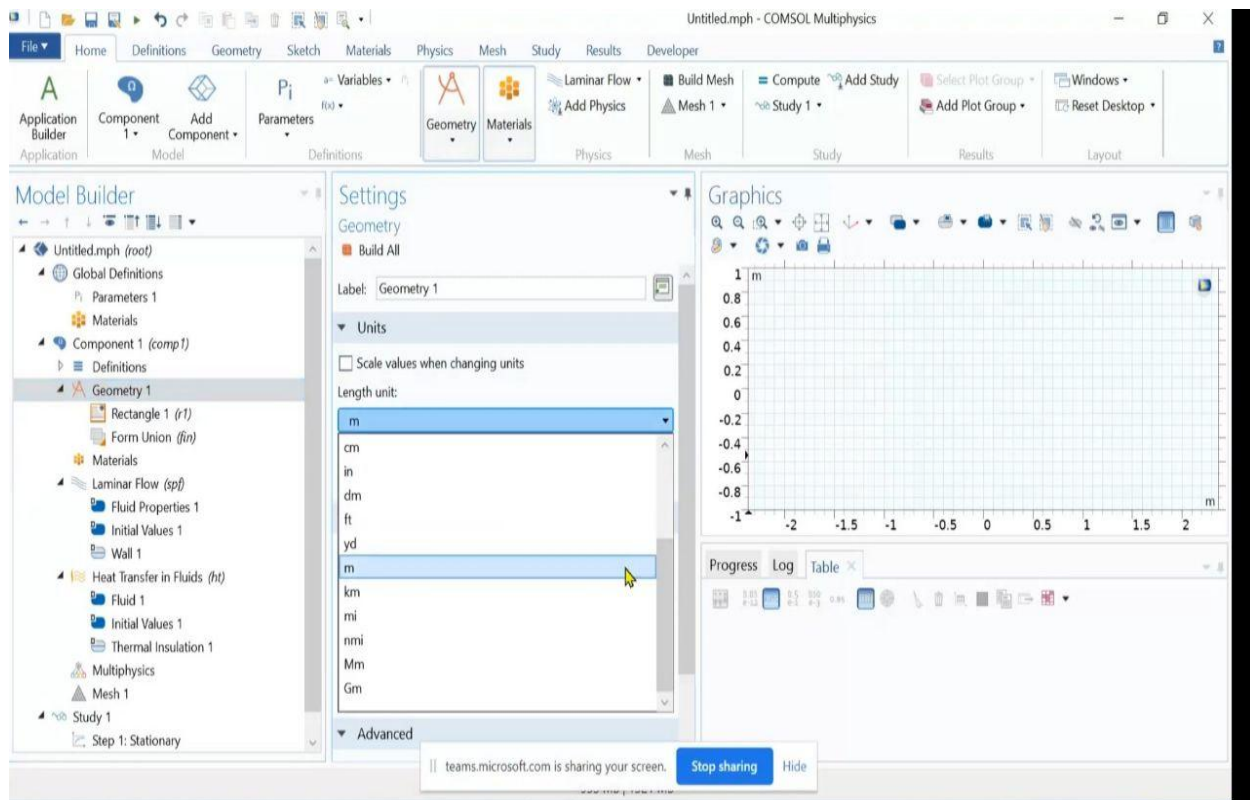 Untitled.mph - COMSOL Multiphysics
File Home Definitions Geometry Sketch Materials Physics Mesh Study Results Developer
Application Builder
Component 1
Add Component
Pi
Parameters
a= Variables
f(x)
Geometry
Materials
Laminar Flow
Add Physics
Build Mesh
Mesh 1
= Compute
Add Study
Study 1
Select Plot Group
Add Plot Group
Windows
Reset Desktop
Application Model Definitions Physics Mesh Study Results Layout
Model Builder
Untitled.mph (root)
Global Definitions
Pi Parameters 1
Materials
Component 1 (comp1)
Definitions
Geometry 1
Rectangle 1 (r1)
Form Union (fin)
Materials
Laminar Flow (spf)
Fluid Properties 1
Initial Values 1
Wall 1
Heat Transfer in Fluids (ht)
Fluid 1
Initial Values 1
Thermal Insulation 1
Multiphysics
Mesh 1
Study 1
Step 1: Stationary
Settings
Geometry
Build All
Label: Geometry 1
Units
Scale values when changing units
Length unit:
m
cm
in
dm
ft
yd
m
km
mi
nmi
Mm
Gm
Advanced
Graphics
1 m
0.8
0.6
0.4
0.2
0
-0.2
-0.4
-0.6
-0.8
m
-1
-2 -1.5 -1 -0.5 0 0.5 1 1.5 2
Progress Log Table
teams.microsoft.com is sharing your screen. Stop sharing Hide